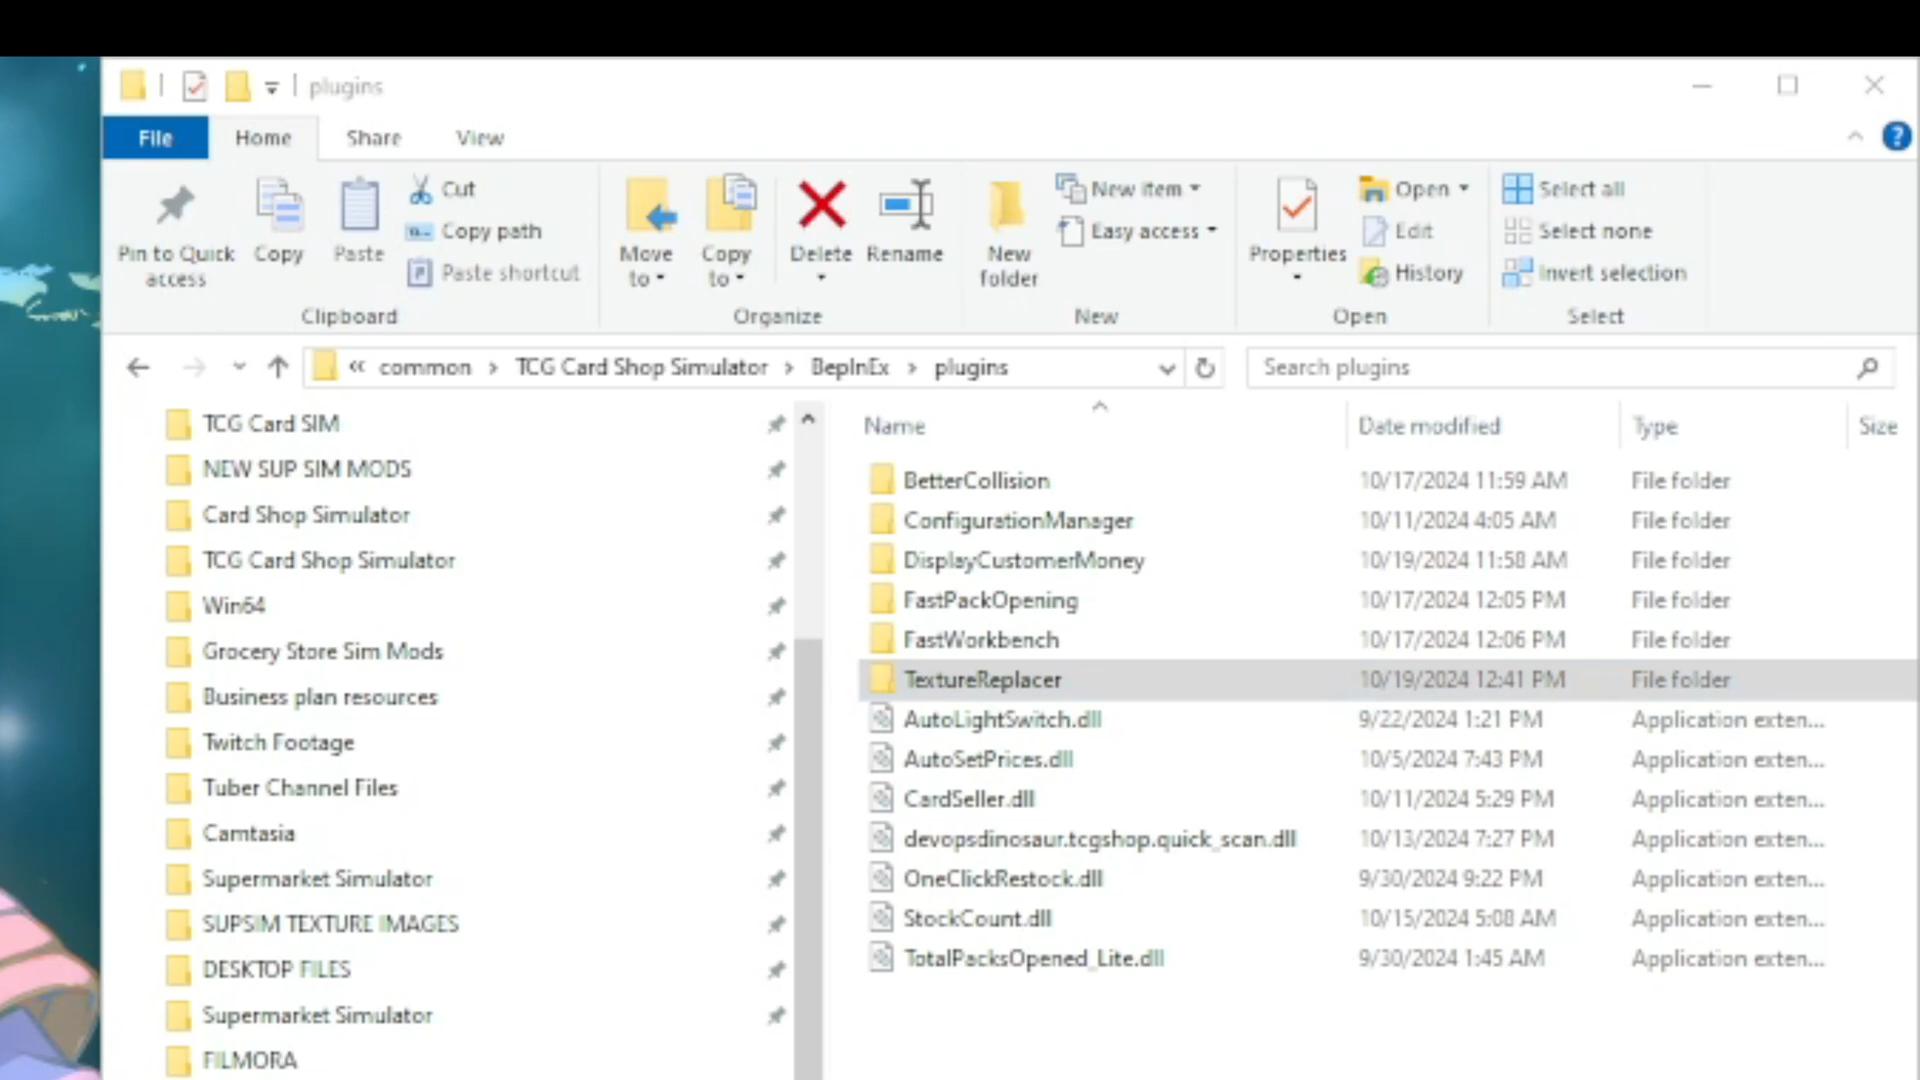 plugins
File Home Share View
Pin to Quick access
Copy
Paste
Cut
Copy path
Paste shortcut
Clipboard
Move to
Copy to
Delete
Rename
Organize
New folder
New item
Easy access
New
Properties
Open
Edit
History
Open
Select all
Select none
Invert selection
Select
« common > TCG Card Shop Simulator > BepInEx > plugins
Search plugins
TCG Card SIM
NEW SUP SIM MODS
Card Shop Simulator
TCG Card Shop Simulator
Win64
Grocery Store Sim Mods
Business plan resources
Twitch Footage
Tuber Channel Files
Camtasia
Supermarket Simulator
SUPSIM TEXTURE IMAGES
DESKTOP FILES
Supermarket Simulator
FILMORA
Name Date modified Type Size
BetterCollision 10/17/2024 11:59 AM File folder
ConfigurationManager 10/11/2024 4:05 AM File folder
DisplayCustomerMoney 10/19/2024 11:58 AM File folder
FastPackOpening 10/17/2024 12:05 PM File folder
FastWorkbench 10/17/2024 12:06 PM File folder
TextureReplacer 10/19/2024 12:41 PM File folder
AutoLightSwitch.dll 9/22/2024 1:21 PM Application exten...
AutoSetPrices.dll 10/5/2024 7:43 PM Application exten...
CardSeller.dll 10/11/2024 5:29 PM Application exten...
devopsdinosaur.tcgshop.quick_scan.dll 10/13/2024 7:27 PM Application exten...
OneClickRestock.dll 9/30/2024 9:22 PM Application exten...
StockCount.dll 10/15/2024 5:08 AM Application exten...
TotalPacksOpened_Lite.dll 9/30/2024 1:45 AM Application exten...